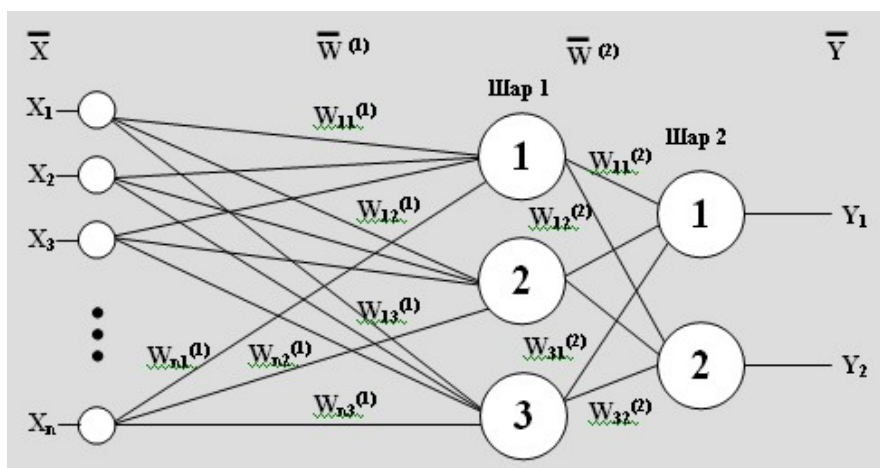 X̅ W̅ (1) W̅ (2) Y̅
Шар 1
X1 W11(1)
Шар 2
1 W11(2)
X2
W12(1) W12(2) 1 Y1
X3
2
W13(1)
Wn1(1) Wn2(1) W31(2)
2 Y2
Wn3(1) W32(2)
Xn 3